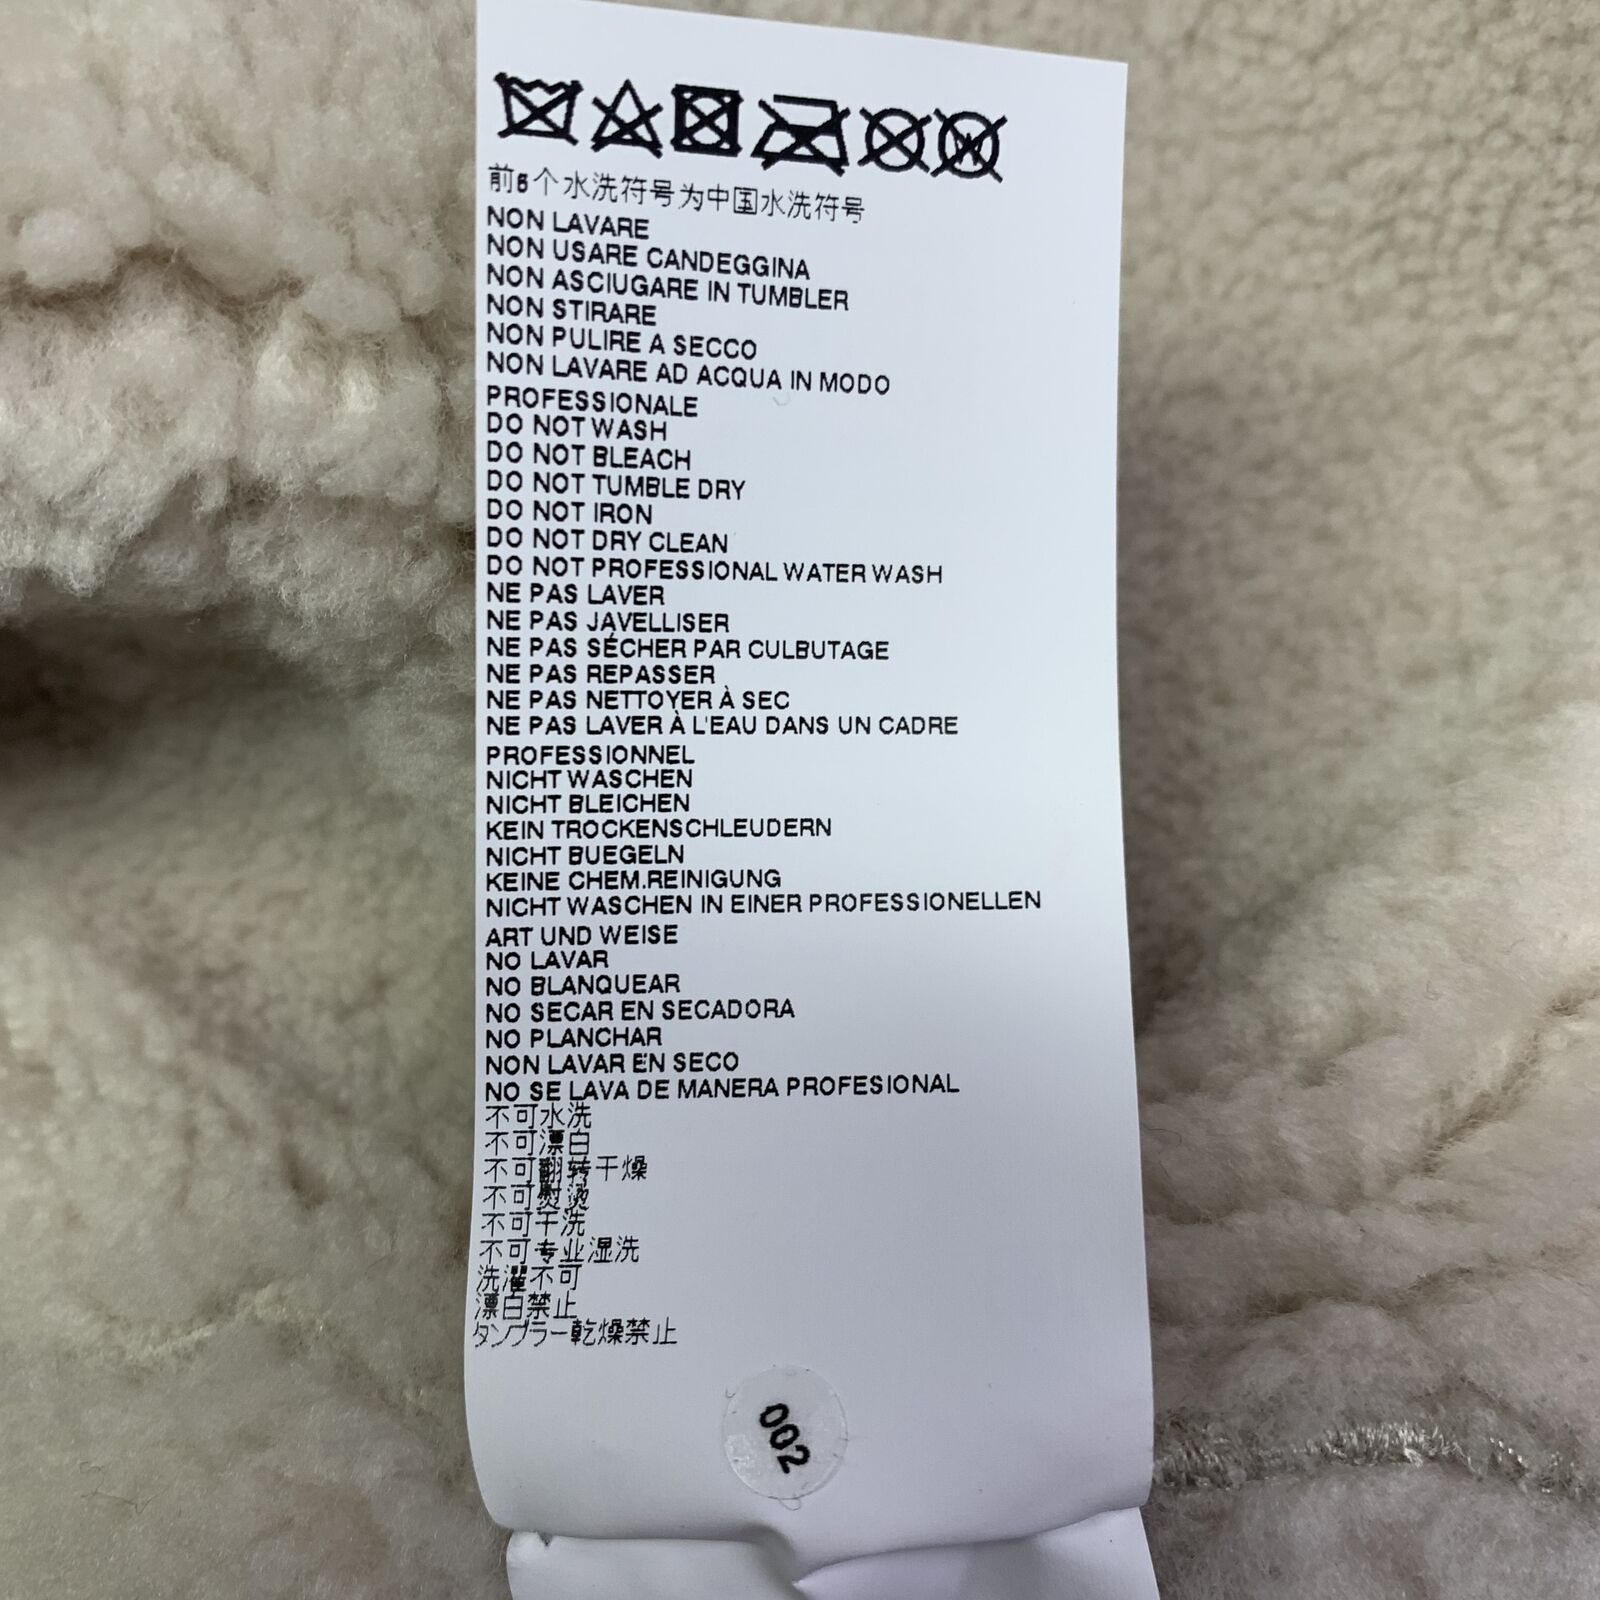 前6个水洗符号为中国水洗符号
NON LAVARE
NON USARE CANDEGGINA
NON ASCIUGARE IN TUMBLER
NON STIRARE
NON PULIRE A SECCO
NON LAVARE AD ACQUA IN MODO
PROFESSIONALE
DO NOT WASH
DO NOT BLEACH
DO NOT TUMBLE DRY
DO NOT IRON
DO NOT DRY CLEAN
DO NOT PROFESSIONAL WATER WASH
NE PAS LAVER
NE PAS JAVELLISER
NE PAS SÉCHER PAR CULBUTAGE
NE PAS REPASSER
NE PAS NETTOYER À SEC
NE PAS LAVER À L'EAU DANS UN CADRE
PROFESSIONNEL
NICHT WASCHEN
NICHT BLEICHEN
KEIN TROCKENSCHLEUDERN
NICHT BUEGELN
KEINE CHEM.REINIGUNG
NICHT WASCHEN IN EINER PROFESSIONELLEN
ART UND WEISE
NO LAVAR
NO BLANQUEAR
NO SECAR EN SECADORA
NO PLANCHAR
NON LAVAR EN SECO
NO SE LAVA DE MANERA PROFESIONAL
不可水洗
不可漂白
不可翻转干燥
不可熨烫
不可干洗
不可专业湿洗
洗濯不可
漂白禁止
タンブラー乾燥禁止
002